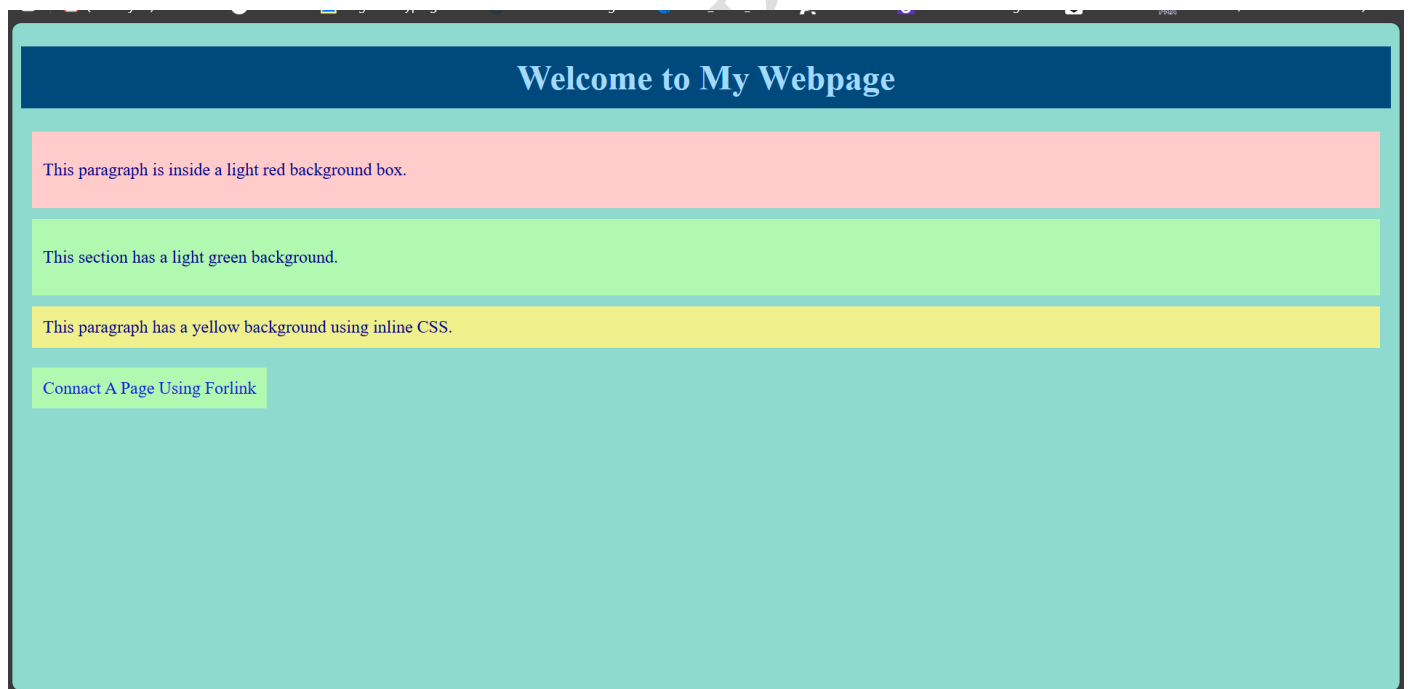 Welcome to My Webpage
This paragraph is inside a light red background box.
This section has a light green background.
This paragraph has a yellow background using inline CSS.
Connact A Page Using Forlink